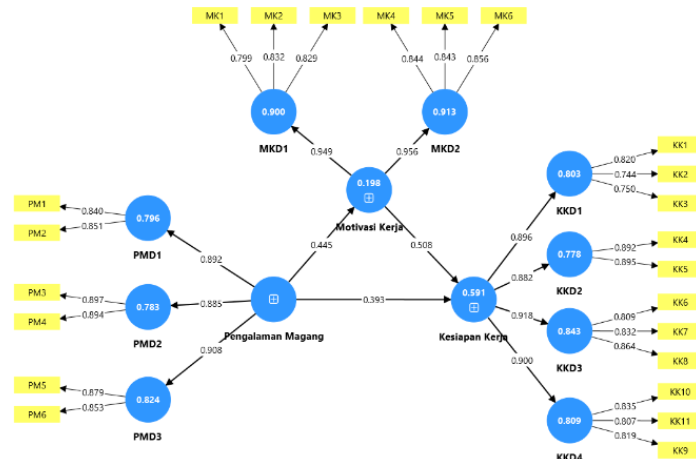 MK1
MK2
MK3
MK4
MK5
MK6
0.799
0.832
0.829
0.844
0.843
0.856
0.900
0.913
MKD1
MKD2
0.949
0.956
0.198
Motivasi Kerja
0.445
0.508
PM1
PM2
0.840
0.851
0.796
PMD1
0.892
PM3
PM4
0.897
0.894
0.783
PMD2
0.885
PM5
PM6
0.879
0.853
0.824
PMD3
0.908
Pengalaman Magang
0.393
0.591
Kesiapan Kerja
0.896
0.803
KKD1
0.820
0.744
0.750
KK1
KK2
KK3
0.882
0.778
KKD2
0.892
0.895
KK4
KK5
0.918
0.843
KKD3
0.809
0.832
0.864
KK6
KK7
KK8
0.900
0.809
KKD4
0.835
0.807
0.819
KK10
KK11
KK9